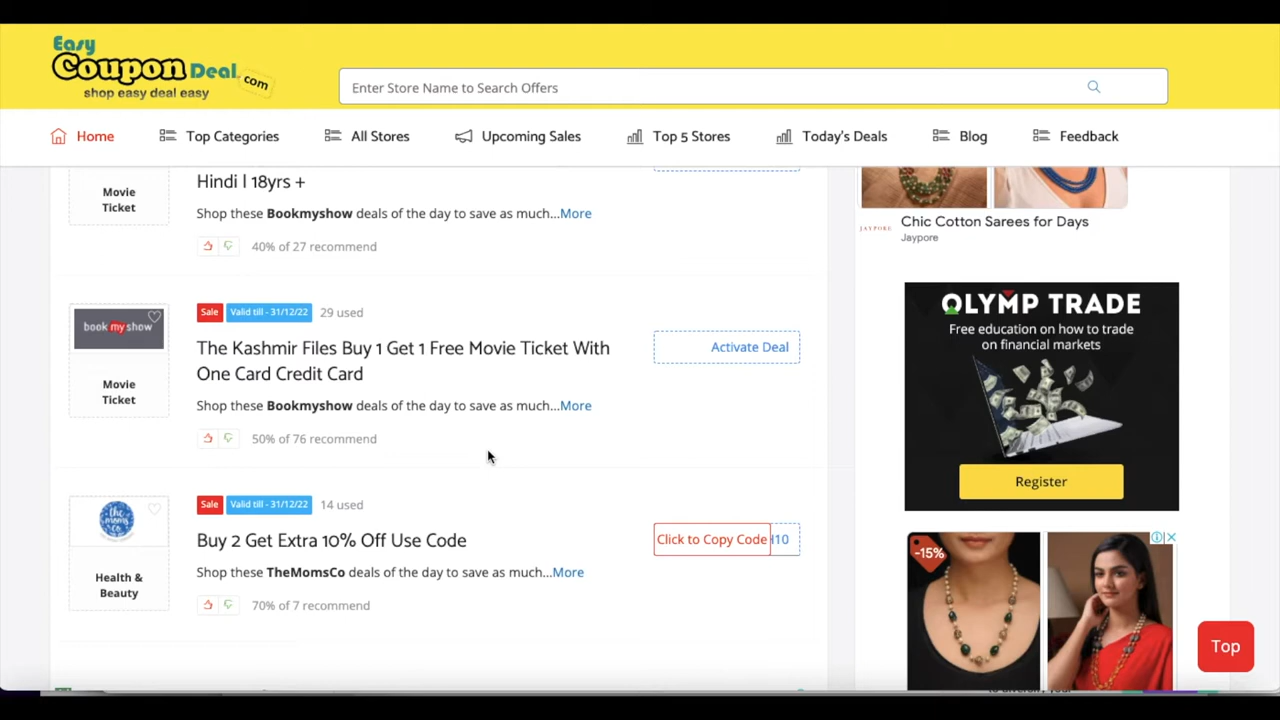 Easy
Coupon Deal .com
shop easy deal easy
Enter Store Name to Search Offers
Home
Top Categories
All Stores
Upcoming Sales
Top 5 Stores
Today's Deals
Blog
Feedback
Movie
Ticket
Hindi l 18yrs +
Shop these Bookmyshow deals of the day to save as much...More
40% of 27 recommend
book my show
Movie
Ticket
Sale Valid till - 31/12/22 29 used
The Kashmir Files Buy 1 Get 1 Free Movie Ticket With
One Card Credit Card
Shop these Bookmyshow deals of the day to save as much...More
50% of 76 recommend
Activate Deal
the
moms
co.
Health &
Beauty
Sale Valid till - 31/12/22 14 used
Buy 2 Get Extra 10% Off Use Code
Shop these TheMomsCo deals of the day to save as much...More
70% of 7 recommend
Click to Copy Code
10
JAYPORE
Chic Cotton Sarees for Days
Jaypore
OLYMP TRADE
Free education on how to trade
on financial markets
Register
-15%
Top